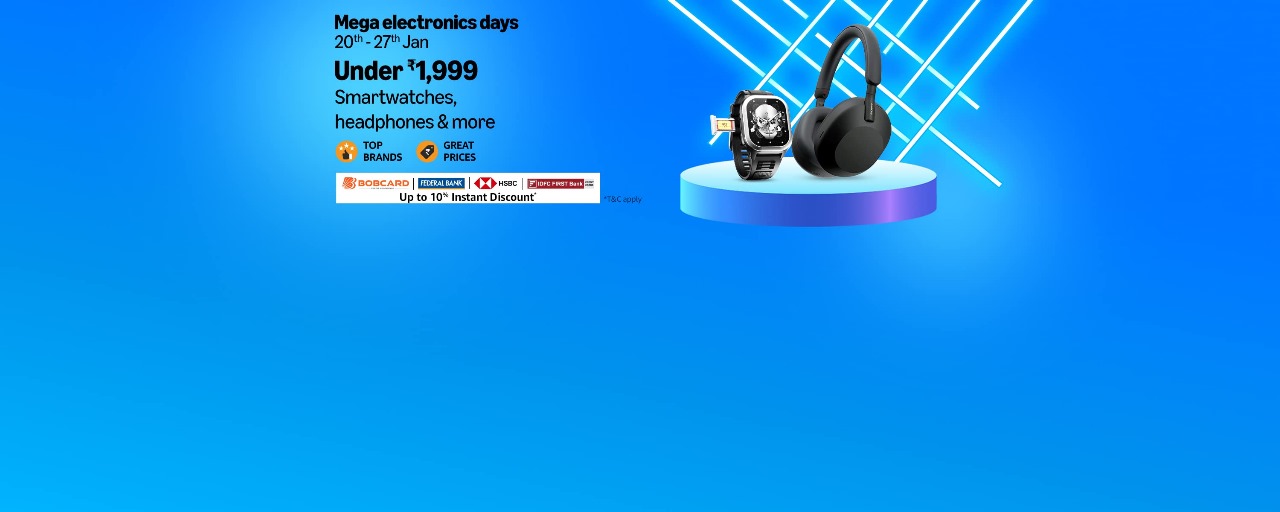 Mega electronics days
20th - 27th Jan
Under ₹1,999
Smartwatches,
headphones & more
TOP
BRANDS
GREAT
PRICES
BOBCARD FEDERAL BANK HSBC IDFC FIRST Bank
Up to 10% Instant Discount*
*T&C apply